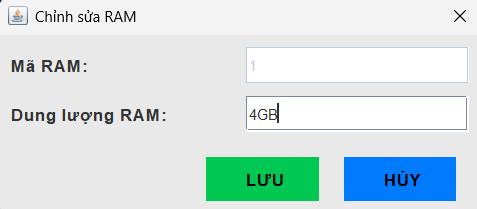 Chỉnh sửa RAM
Mã RAM:
1
Dung lượng RAM:
4GB
LƯU
HỦY